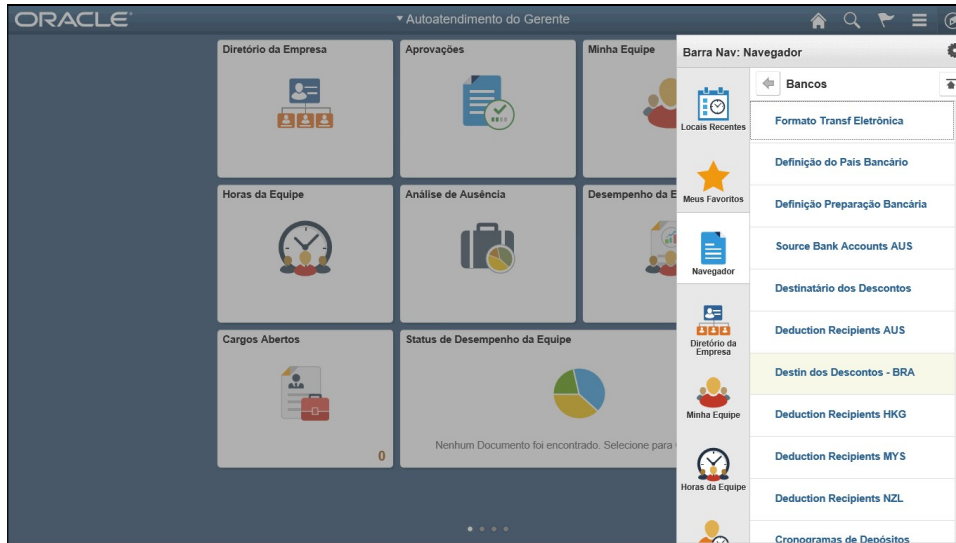 ORACLE
Autoatendimento do Gerente
Diretório da Empresa
Aprovações
Minha Equipe
Horas da Equipe
Análise de Ausência
Desempenho da E
Cargos Abertos
0
Status de Desempenho da Equipe
Nenhum Documento foi encontrado. Selecione para
Barra Nav: Navegador
Locais Recentes
Meus Favoritos
Navegador
Diretório da
Empresa
Minha Equipe
Horas da Equipe
Bancos
Formato Transf Eletrônica
Definição do País Bancário
Definição Preparação Bancária
Source Bank Accounts AUS
Destinatário dos Descontos
Deduction Recipients AUS
Destin dos Descontos - BRA
Deduction Recipients HKG
Deduction Recipients MYS
Deduction Recipients NZL
Cronogramas de Depósitos